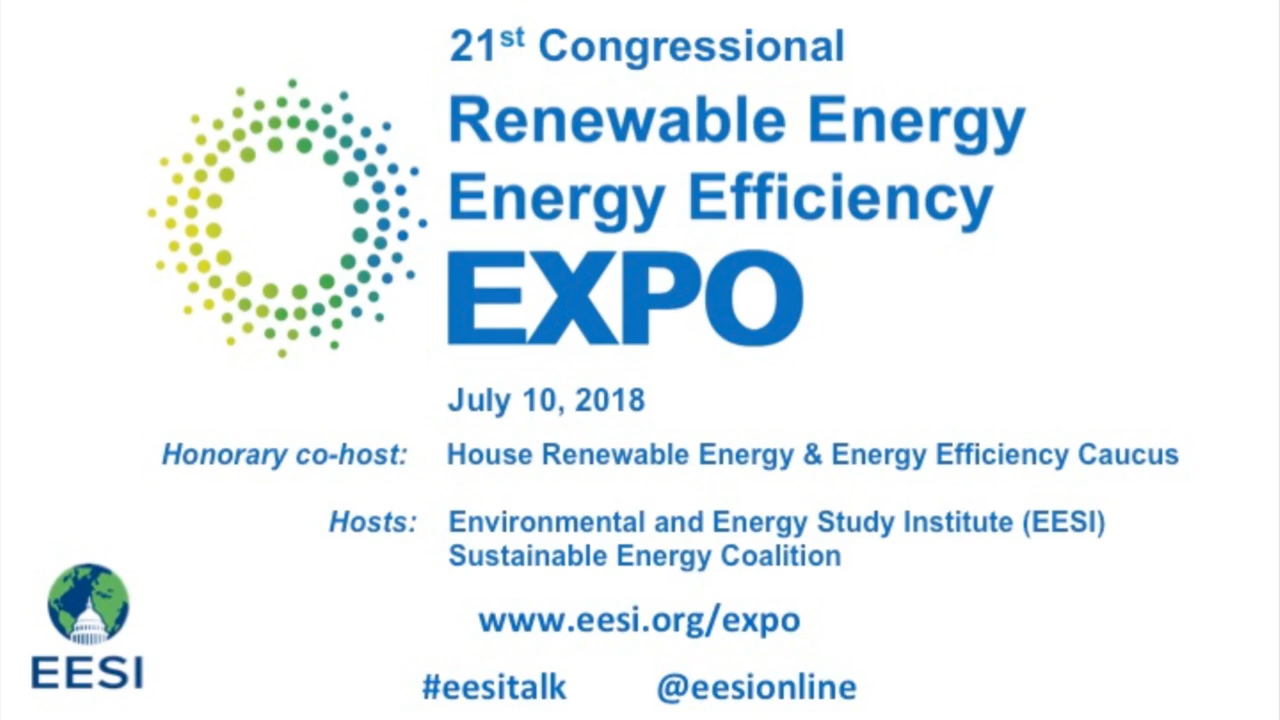 21st Congressional
Renewable Energy
Energy Efficiency
EXPO
July 10, 2018
Honorary co-host: House Renewable Energy & Energy Efficiency Caucus
Hosts: Environmental and Energy Study Institute (EESI)
Sustainable Energy Coalition
www.eesi.org/expo
#eesitalk @eesionline
EESI